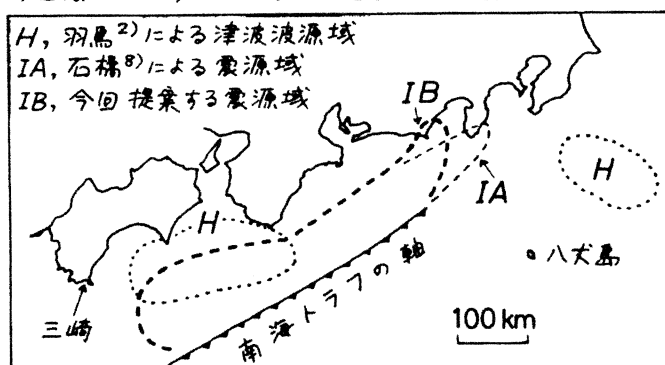 H, 羽鳥2)による津波波源域
IA, 石橋8)による震源域
IB, 今回提案する震源域
IB
H
IA
H
八丈島
三崎
南海トラフの軸
100 km